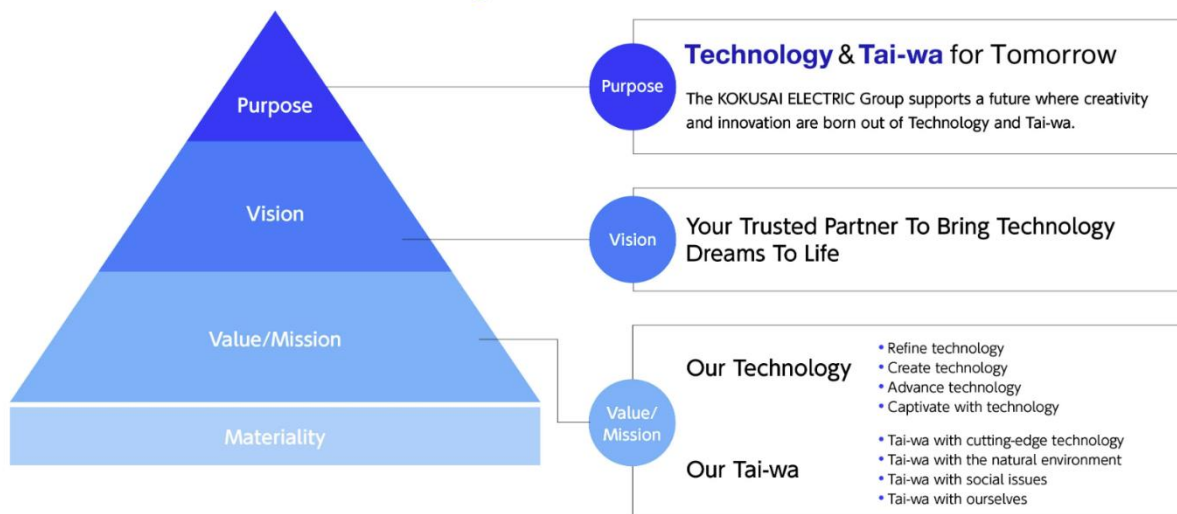 Purpose
Vision
Value/Mission
Materiality
Purpose
Technology & Tai-wa for Tomorrow
The KOKUSAI ELECTRIC Group supports a future where creativity
and innovation are born out of Technology and Tai-wa.
Vision
Your Trusted Partner To Bring Technology
Dreams To Life
Value/
Mission
Our Technology
• Refine technology
• Create technology
• Advance technology
• Captivate with technology
Our Tai-wa
• Tai-wa with cutting-edge technology
• Tai-wa with the natural environment
• Tai-wa with social issues
• Tai-wa with ourselves